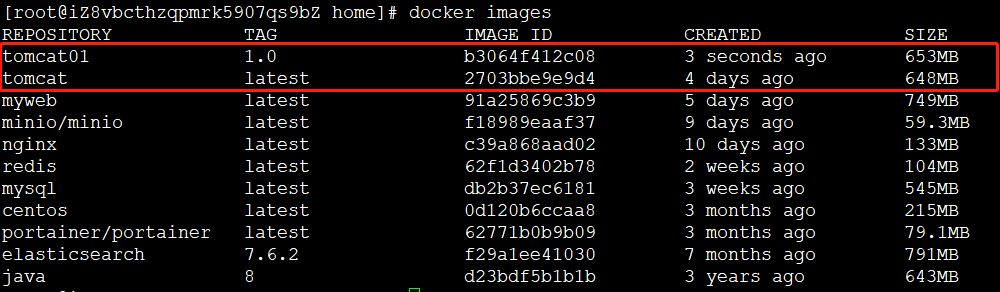 [root@iZ8vbcthzqpmrk5907qs9bZ home]# docker images
REPOSITORY TAG IMAGE ID CREATED SIZE
tomcat01 1.0 b3064f412c08 3 seconds ago 653MB
tomcat latest 2703bbe9e9d4 4 days ago 648MB
myweb latest 91a25869c3b9 5 days ago 749MB
minio/minio latest f18989eaaf37 9 days ago 59.3MB
nginx latest c39a868aad02 10 days ago 133MB
redis latest 62f1d3402b78 2 weeks ago 104MB
mysql latest db2b37ec6181 3 weeks ago 545MB
centos latest 0d120b6ccaa8 3 months ago 215MB
portainer/portainer latest 62771b0b9b09 3 months ago 79.1MB
elasticsearch 7.6.2 f29a1ee41030 7 months ago 791MB
java 8 d23bdf5b1b1b 3 years ago 643MB